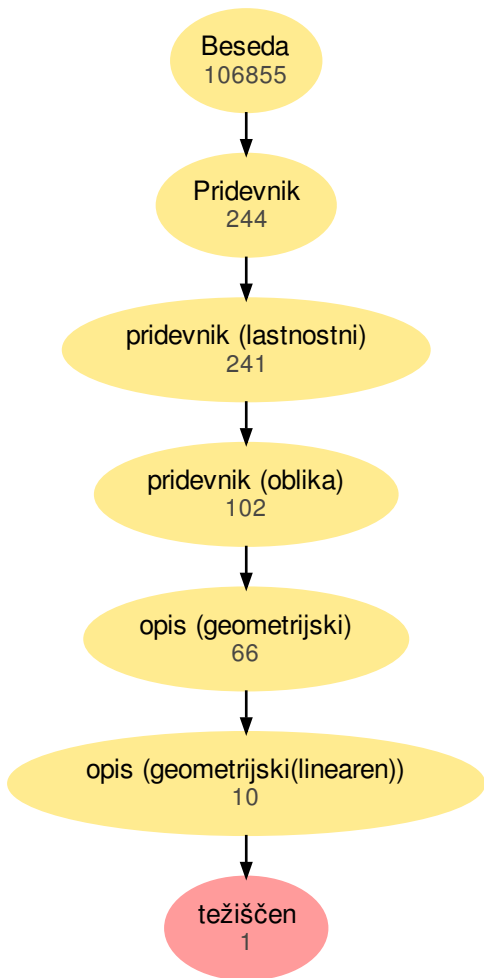 Beseda
106855
Pridevnik
244
pridevnik (lastnostni)
241
pridevnik (oblika)
102
opis (geometrijski)
66
opis (geometrijski(linearen))
10
težiščen
1